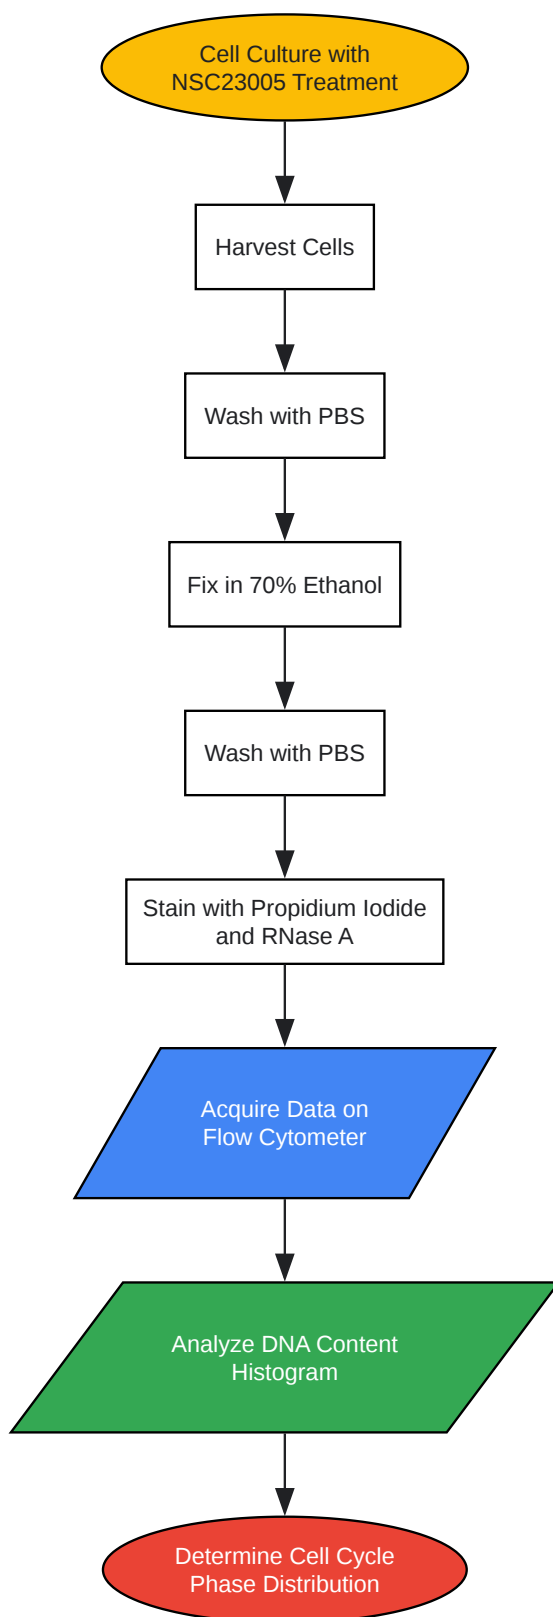 Cell Culture with
NSC23005 Treatment
Harvest Cells
Wash with PBS
Fix in 70% Ethanol
Wash with PBS
Stain with Propidium Iodide
and RNase A
Acquire Data on
Flow Cytometer
Analyze DNA Content
Histogram
Determine Cell Cycle
Phase Distribution